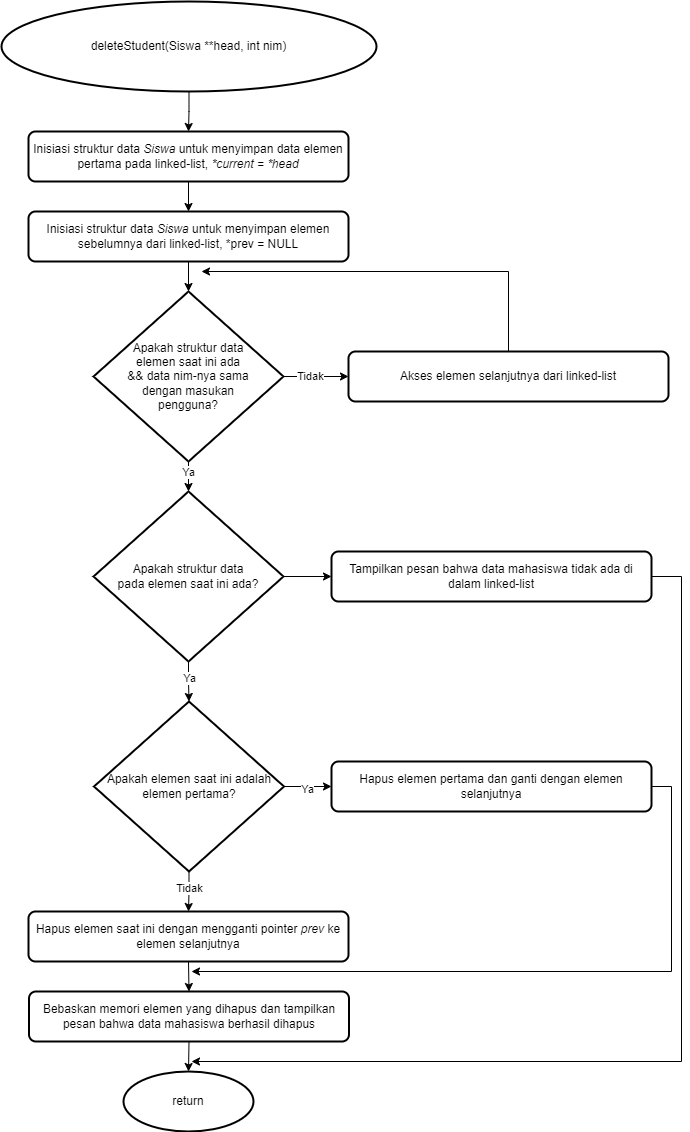 deleteStudent(Siswa **head, int nim)
Inisiasi struktur data Siswa untuk menyimpan data elemen
pertama pada linked-list, *current = *head
Inisiasi struktur data Siswa untuk menyimpan elemen
sebelumnya dari linked-list, *prev = NULL
Apakah struktur data
elemen saat ini ada
&& data nim-nya sama
dengan masukan
pengguna?
Tidak
Akses elemen selanjutnya dari linked-list
Ya
Apakah struktur data
pada elemen saat ini ada?
Tampilkan pesan bahwa data mahasiswa tidak ada di
dalam linked-list
Ya
Apakah elemen saat ini adalah
elemen pertama?
Ya
Hapus elemen pertama dan ganti dengan elemen
selanjutnya
Tidak
Hapus elemen saat ini dengan mengganti pointer prev ke
elemen selanjutnya
Bebaskan memori elemen yang dihapus dan tampilkan
pesan bahwa data mahasiswa berhasil dihapus
return